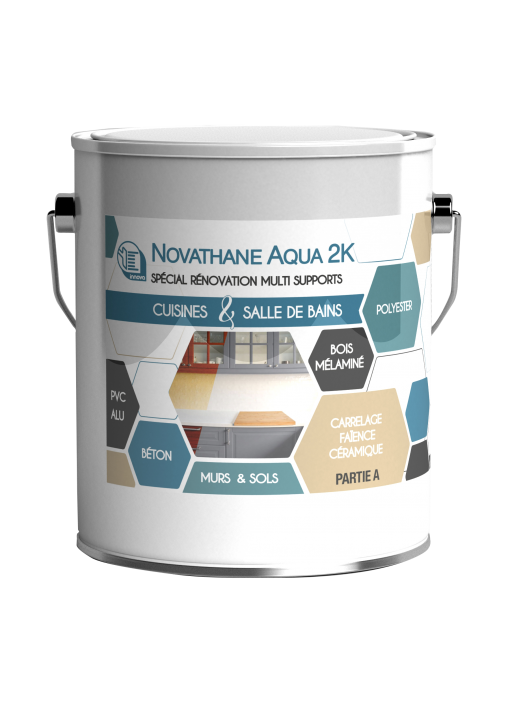 innova
NOVATHANE AQUA 2K
SPÉCIAL RÉNOVATION MULTI SUPPORTS
CUISINES & SALLE DE BAINS
POLYESTER
BOIS
MÉLAMINÉ
PVC
ALU
CARRELAGE
FAÏENCE
CÉRAMIQUE
BÉTON
MURS & SOLS
PARTIE A